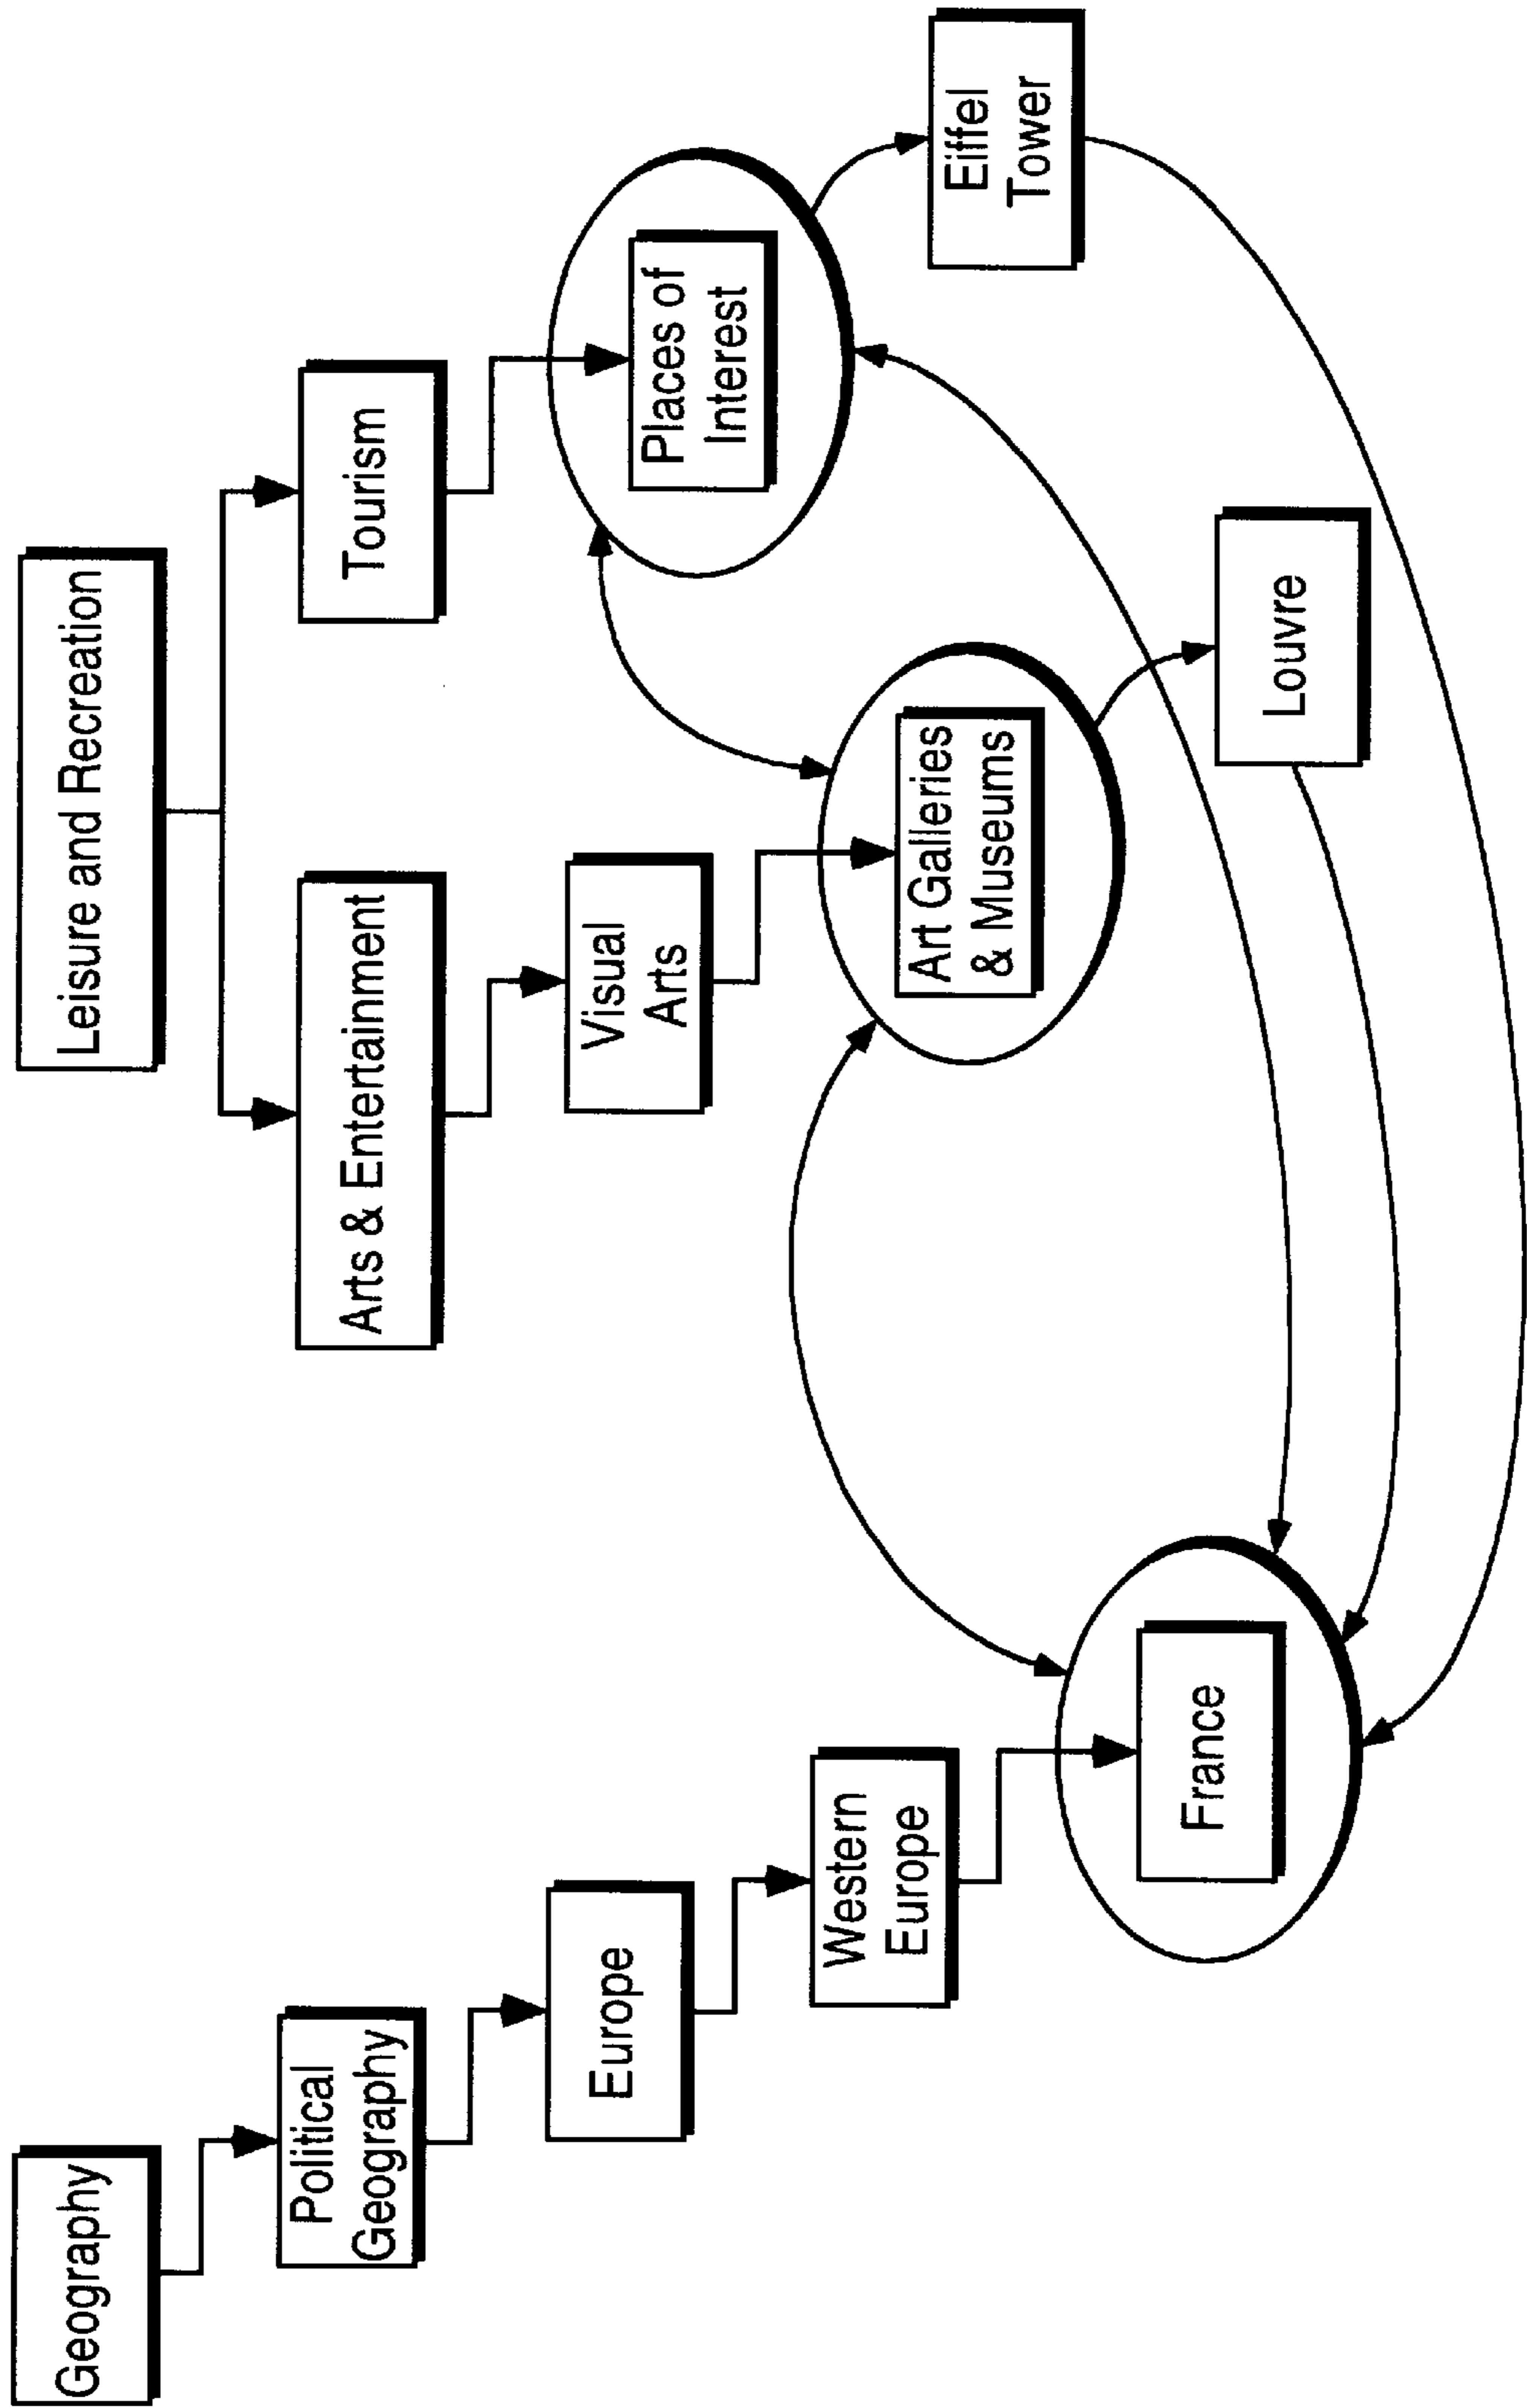 Geography
Political
Geography
Europe
Western
Europe
France
Leisure and Recreation
Arts & Entertainment
Visual
Arts
Art Galleries
& Museums
Louvre
Tourism
Places of
Interest
Eiffel
Tower